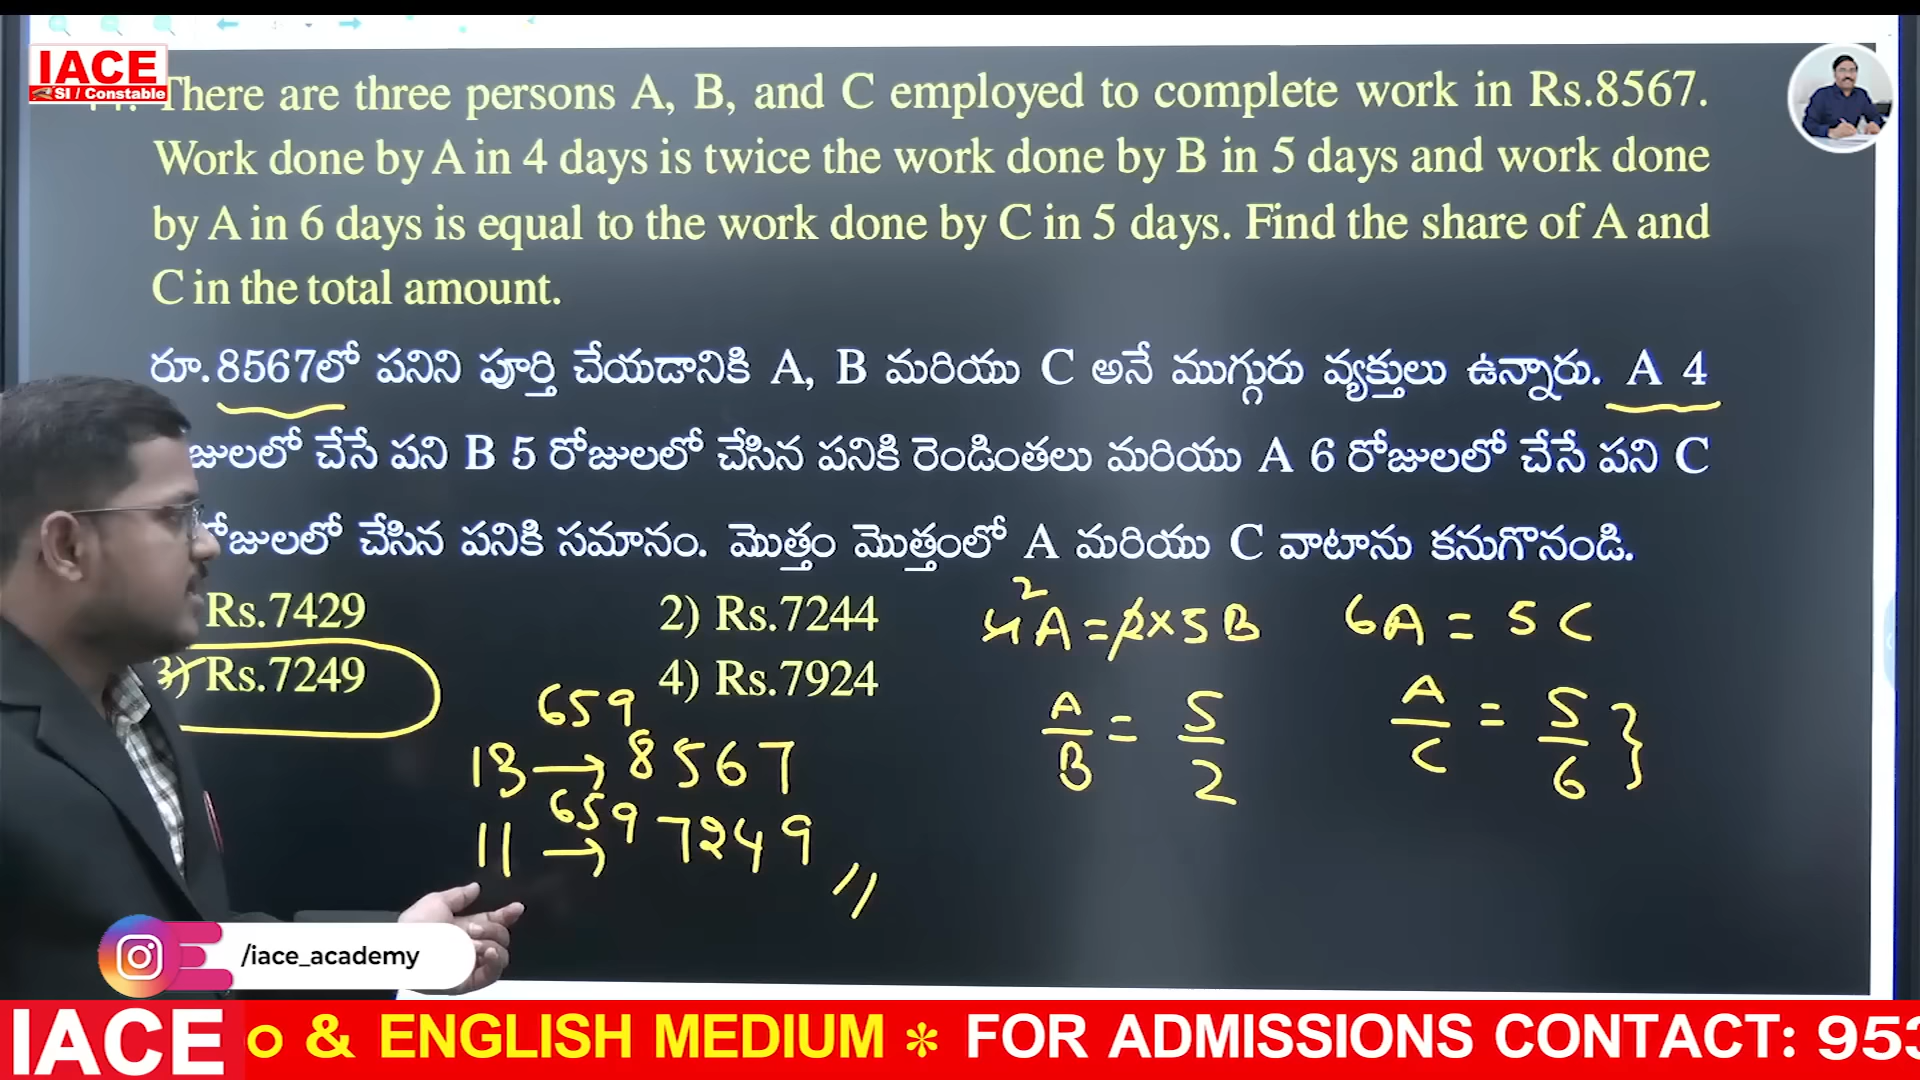 IACE
SI / Constable
There are three persons A, B, and C employed to complete work in Rs.8567.
Work done by A in 4 days is twice the work done by B in 5 days and work done
by A in 6 days is equal to the work done by C in 5 days. Find the share of A and
C in the total amount.
రూ.8567లో పనిని పూర్తి చేయడానికి A, B మరియు C అనే ముగ్గురు వ్యక్తులు ఉన్నారు. A 4
జులలో చేసే పని B 5 రోజులలో చేసిన పనికి రెండింతలు మరియు A 6 రోజులలో చేసే పని C
రోజులలో చేసిన పనికి సమానం. మొత్తం మొత్తంలో A మరియు C వాటాను కనుగొనండి.
Rs.7429 2) Rs.7244
3) Rs.7249 4) Rs.7924
2
4A = 2 × 5B 6A = 5C
A/B = 5/2 A/C = 5/6 }
659
13 → 8567
659
11 → 7249 //
/iace_academy
IACE o & ENGLISH MEDIUM * FOR ADMISSIONS CONTACT: 953